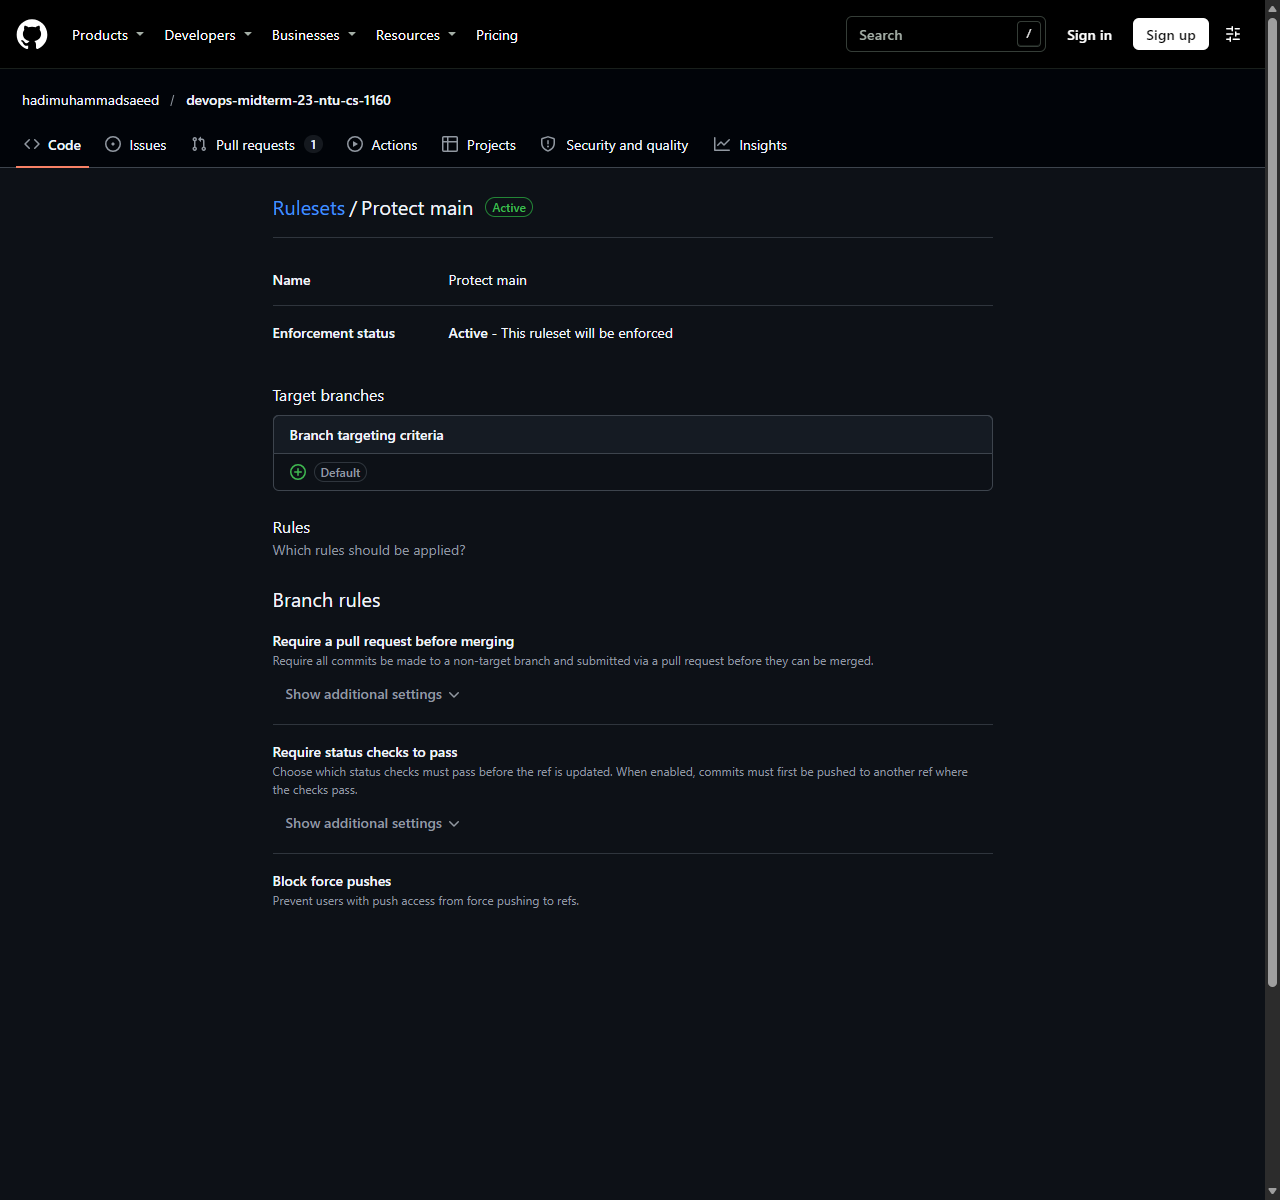 Products Developers Businesses Resources Pricing Search / Sign in Sign up
hadimuhammadsaeed / devops-midterm-23-ntu-cs-1160
Code Issues Pull requests 1 Actions Projects Security and quality Insights
Rulesets / Protect main Active
Name Protect main
Enforcement status Active - This ruleset will be enforced
Target branches
Branch targeting criteria
Default
Rules
Which rules should be applied?
Branch rules
Require a pull request before merging
Require all commits be made to a non-target branch and submitted via a pull request before they can be merged.
Show additional settings
Require status checks to pass
Choose which status checks must pass before the ref is updated. When enabled, commits must first be pushed to another ref where
the checks pass.
Show additional settings
Block force pushes
Prevent users with push access from force pushing to refs.